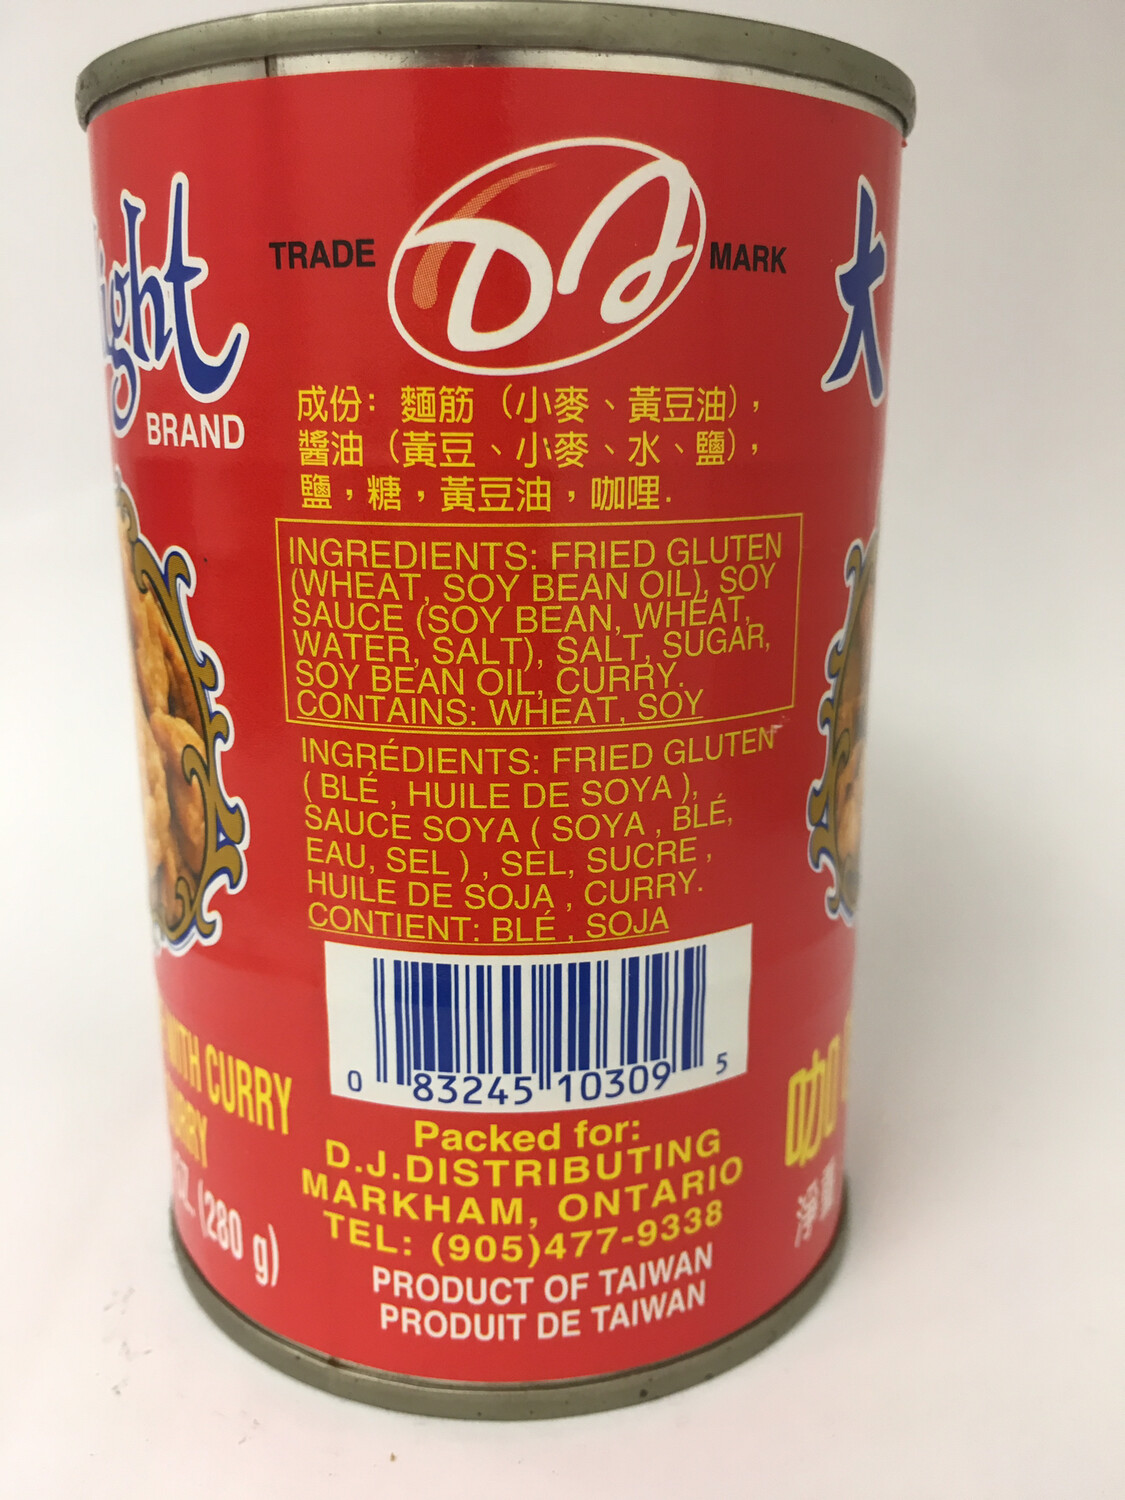 TRADE DJ MARK
ight
BRAND
大
成份：麵筋（小麥、黃豆油），
醬油（黃豆、小麥、水、鹽），
鹽，糖，黃豆油，咖哩.
INGREDIENTS: FRIED GLUTEN
(WHEAT, SOY BEAN OIL), SOY
SAUCE (SOY BEAN, WHEAT,
WATER, SALT), SALT, SUGAR,
SOY BEAN OIL, CURRY.
CONTAINS: WHEAT, SOY
INGRÉDIENTS: FRIED GLUTEN
( BLÉ , HUILE DE SOYA ),
SAUCE SOYA ( SOYA , BLÉ,
EAU, SEL ) , SEL, SUCRE ,
HUILE DE SOJA , CURRY.
CONTIENT: BLÉ , SOJA
0 83245 10309 5
WITH CURRY
(280 g)
咖
淨
Packed for:
D.J.DISTRIBUTING
MARKHAM, ONTARIO
TEL: (905)477-9338
PRODUCT OF TAIWAN
PRODUIT DE TAIWAN